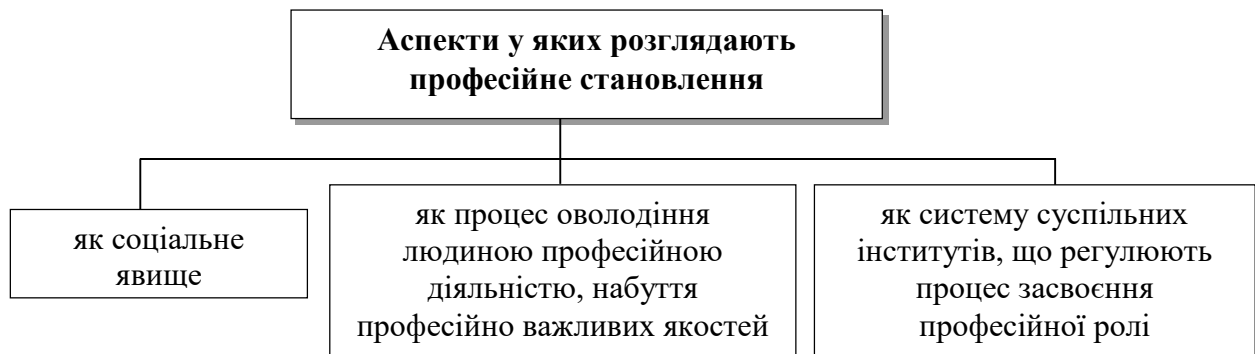 Аспекти у яких розглядають
професійне становлення
як соціальне
явище
як процес оволодіння
людиною професійною
діяльністю, набуття
професійно важливих якостей
як систему суспільних
інститутів, що регулюють
процес засвоєння
професійної ролі